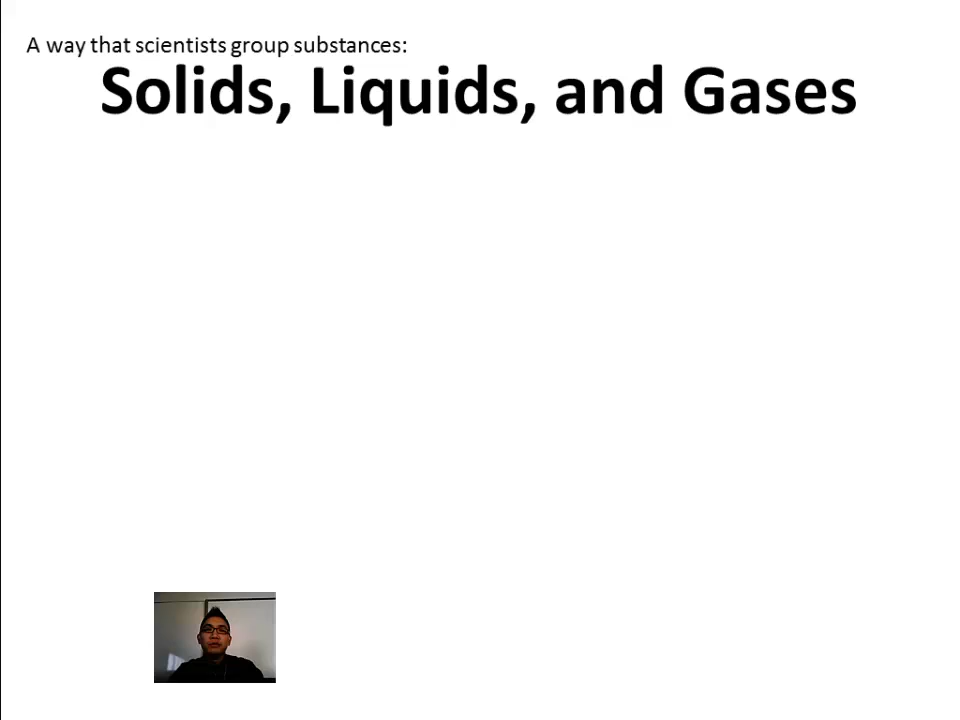 A way that scientists group substances:
Solids, Liquids, and Gases